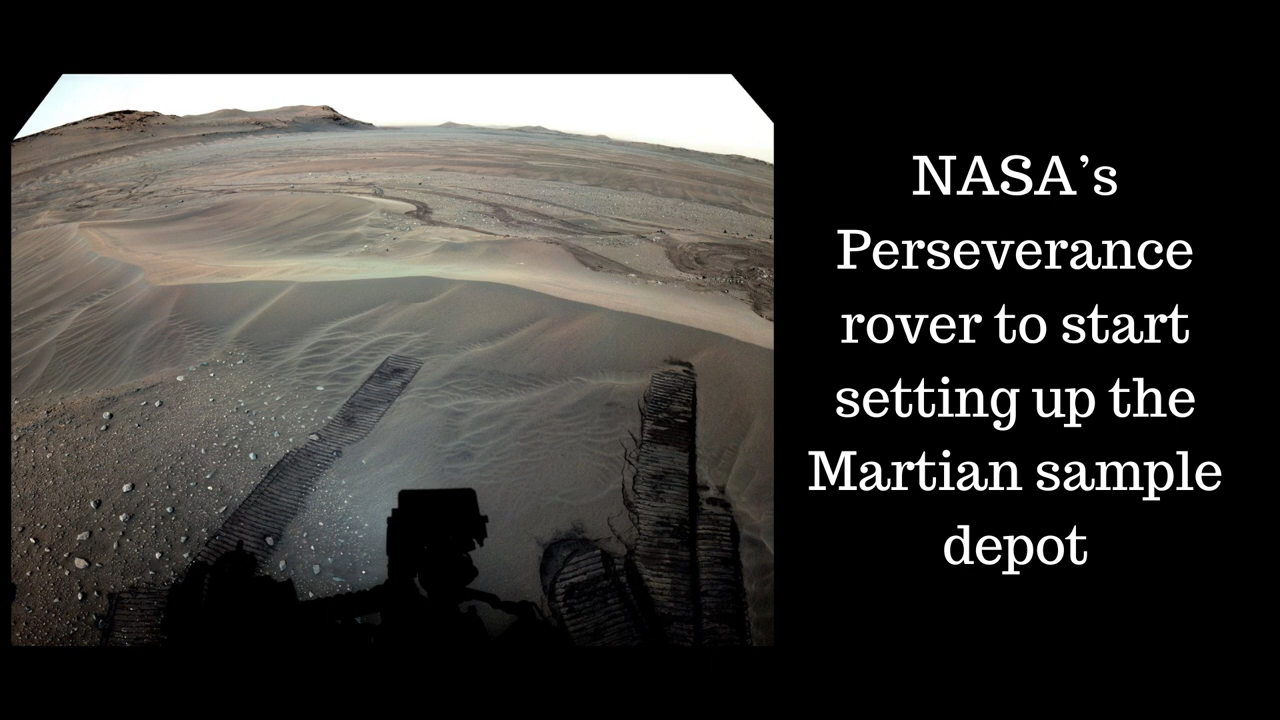 NASA’s
Perseverance
rover to start
setting up the
Martian sample
depot